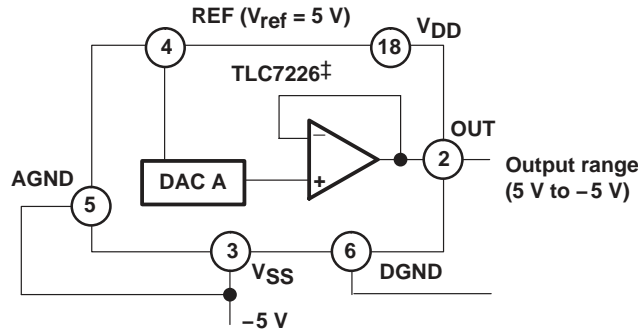 REF (Vref = 5 V)
4
18
VDD
TLC7226‡
OUT
−
2
Output range
(5 V to −5 V)
AGND
DAC A
+
5
3
6
VSS
DGND
−5 V